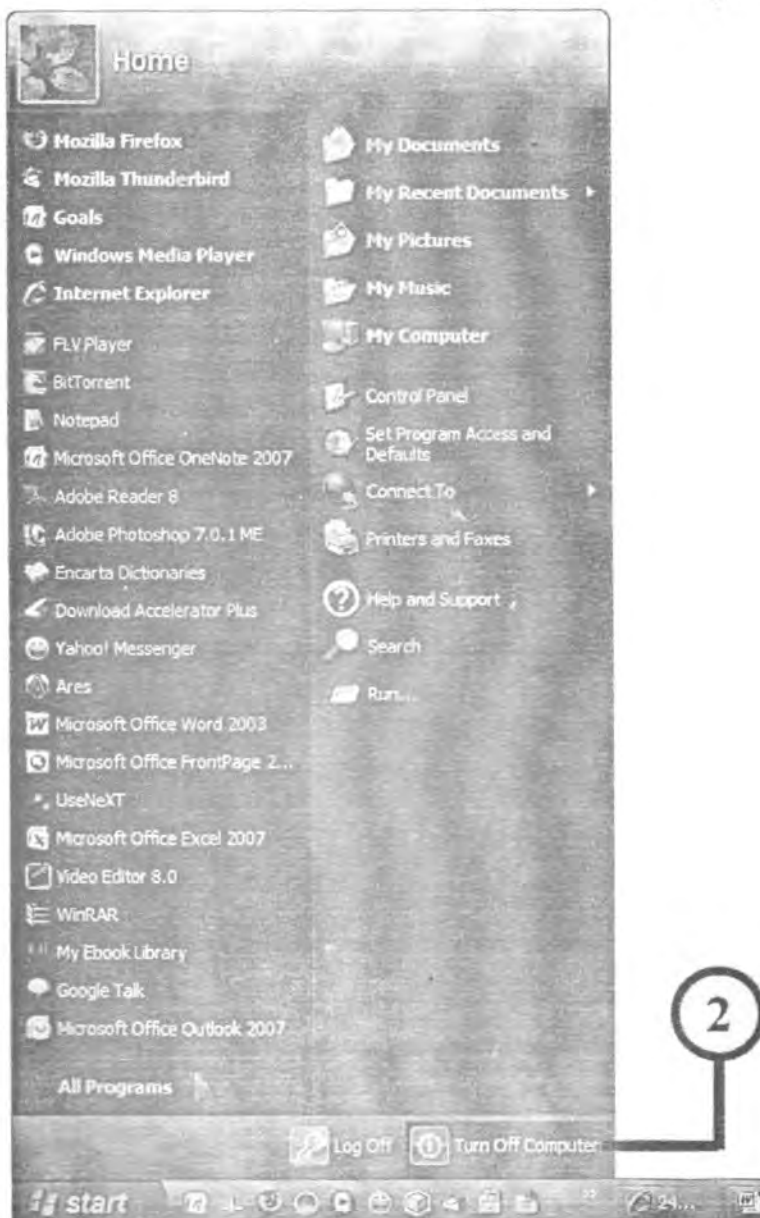 Home
Mozilla Firefox
Mozilla Thunderbird
Goals
Windows Media Player
Internet Explorer
FLV Player
BitTorrent
Notepad
Microsoft Office OneNote 2007
Adobe Reader 8
Adobe Photoshop 7.0.1 ME
Encarta Dictionaries
Download Accelerator Plus
Yahoo! Messenger
Ares
Microsoft Office Word 2003
Microsoft Office FrontPage 2...
UseNeXT
Microsoft Office Excel 2007
Video Editor 8.0
WinRAR
My Ebook Library
Google Talk
Microsoft Office Outlook 2007
All Programs
My Documents
My Recent Documents
My Pictures
My Music
My Computer
Control Panel
Set Program Access and
Defaults
Connect To
Printers and Faxes
Help and Support
Search
Run...
2
Log Off
Turn Off Computer
start
24...